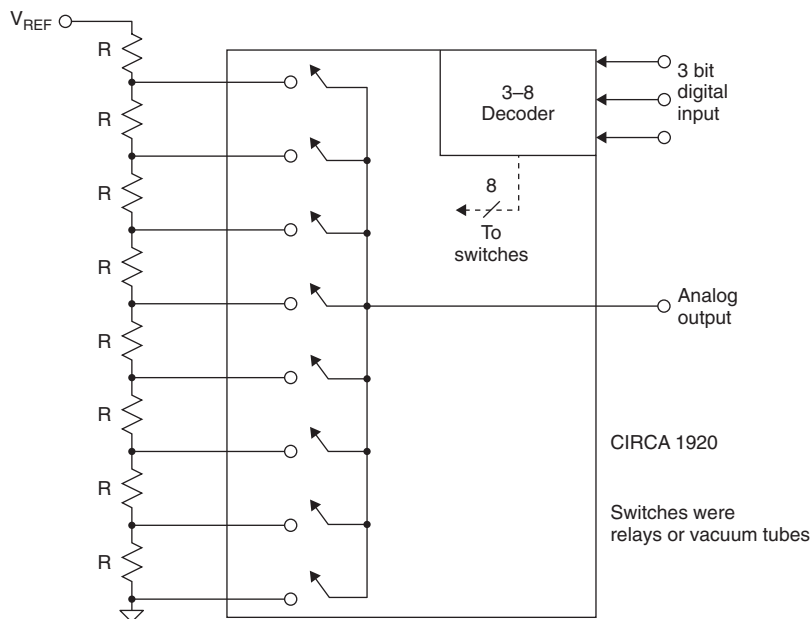 V_REF
R
R
R
R
R
R
R
R
3–8
Decoder
3 bit
digital
input
8
To
switches
Analog
output
CIRCA 1920
Switches were
relays or vacuum tubes